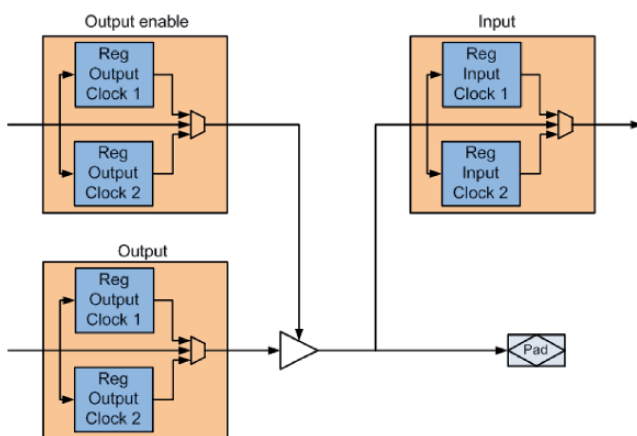 Output enable
Reg
Output
Clock 1
Reg
Output
Clock 2
Input
Reg
Input
Clock 1
Reg
Input
Clock 2
Output
Reg
Output
Clock 1
Reg
Output
Clock 2
Pad